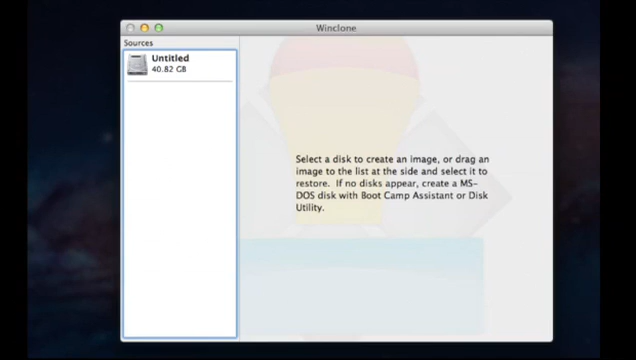 Winclone
Sources
Untitled
40.82 GB
Select a disk to create an image, or drag an
image to the list at the side and select it to
restore. If no disks appear, create a MS-
DOS disk with Boot Camp Assistant or Disk
Utility.